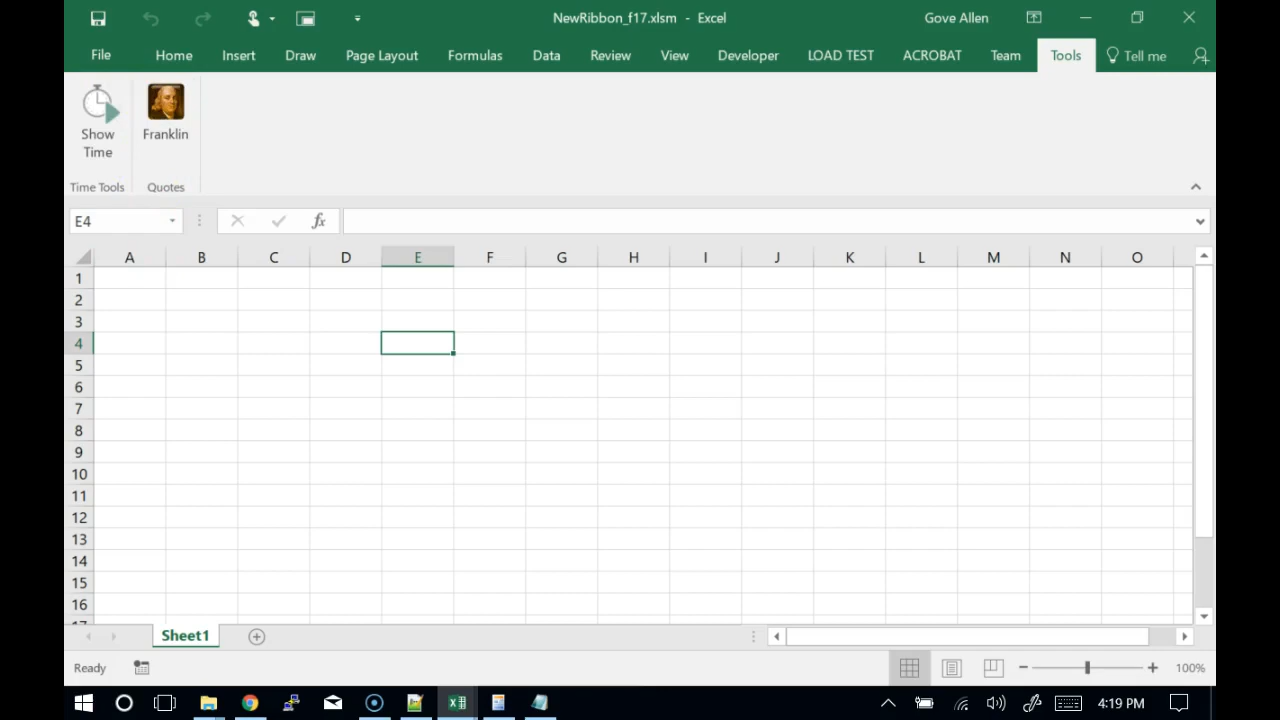 NewRibbon_f17.xlsm - Excel
Gove Allen
File Home Insert Draw Page Layout Formulas Data Review View Developer LOAD TEST ACROBAT Team Tools Tell me
Show
Time
Franklin
Time Tools
Quotes
E4
fx
A B C D E F G H I J K L M N O
1
2
3
4
5
6
7
8
9
10
11
12
13
14
15
16
17
Sheet1
Ready
100%
4:19 PM